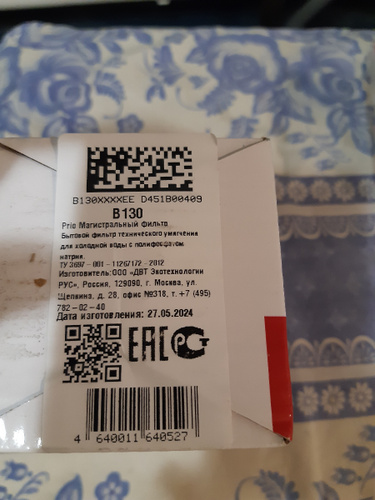 B130XXXXEE D451B00409
B130
Prio Магистральный фильтр
Бытовой фильтр технического умягчения
для холодной воды с полифосфатом
натрия.
ТУ 3697 - 001 - 11267172 - 2012
Изготовитель:ООО «ДВТ Экотехнологии
РУС», Россия, 129090, г. Москва, ул.
Щепкина, д. 28, офис №318, т.+7 (495)
782-02-40
Дата изготовления: 27.05.2024
EAC РСТ
4 640011 640527